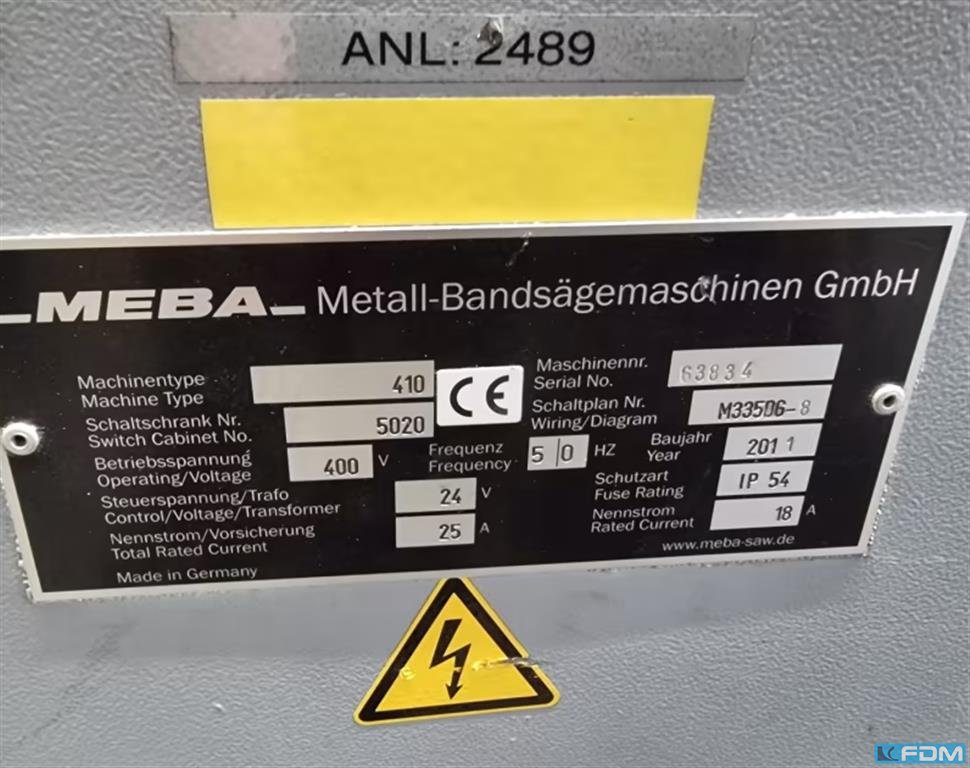 ANL: 2489
MEBA Metall-Bandsägemaschinen GmbH
Machinentype
Machine Type
410
CE
Maschinennr.
Serial No.
63834
Schaltschrank Nr.
Switch Cabinet No.
5020
Schaltplan Nr.
Wiring/Diagram
M335DG-8
Betriebsspannung
Operating/Voltage
400 V
Frequenz
Frequency
50 HZ
Baujahr
Year
2011
Steuerspannung/Trafo
Control/Voltage/Transformer
24 V
Schutzart
Fuse Rating
IP 54
Nennstrom/Vorsicherung
Total Rated Current
25 A
Nennstrom
Rated Current
18 A
Made in Germany
www.meba-saw.de
FDM